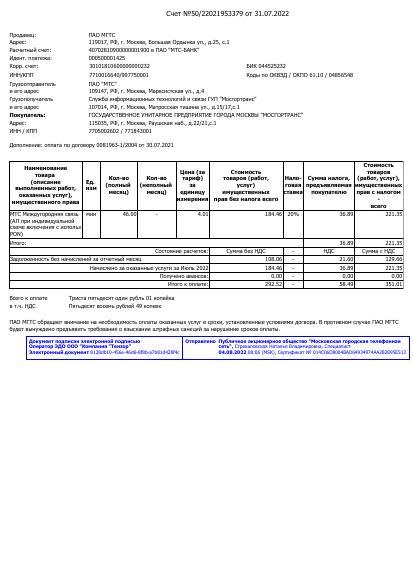 Счет №50/22021953379 от 31.07.2022
Продавец: ПАО МГТС
Адрес: 119017, РФ, г. Москва, Большая Ордынка ул., д.25, с.1
Расчетный счет: 40702810900000001900 в ПАО "МТС-БАНК"
Идент. платежа: 000500001425
Корр. счет: 30101810600000000232 БИК 044525232
ИНН/КПП 7710016640/997750001 Коды по ОКВЭД / ОКПО 61.10 / 04856548
Грузоотправитель ПАО "МГТС"
и его адрес 109147, РФ, г. Москва, Марксистская ул., д.4
Грузополучатель Служба информационных технологий и связи ГУП "Мосгортранс"
и его адрес 107014, РФ, г. Москва, Матросская тишина ул., д.15/17,с.1
Покупатель: ГОСУДАРСТВЕННОЕ УНИТАРНОЕ ПРЕДПРИЯТИЕ ГОРОДА МОСКВЫ "МОСГОРТРАНС"
Адрес: 115035, РФ, г. Москва, Раушская наб., д.22/21,с.1
ИНН / КПП 7705002602 / 771843001
Дополнение: оплата по договору 0081963-1/2004 от 30.07.2021
Наименование товара (описание выполненных работ, оказанных услуг), имущественного права
Ед. изм
Кол-во (полный месяц)
Кол-во (неполный месяц)
Цена (за тариф) за единицу измерения
Стоимость товаров (работ, услуг) имущественных прав без налога всего
Нало-говая ставка
Сумма налога, предъявляемая покупателю
Стоимость товаров (работ, услуг), имущественных прав с налогом - всего
МТС Междугородняя связь (АЛ при индивидуальной схеме включения с использ PON) мин 46.00 - 4.01 184.46 20% 36.89 221.35
Итого: 36.89 221.35
Состояние расчетов: Сумма без НДС - НДС Сумма с НДС
Задолженность без начислений за отчетный месяц 108.06 - 21.60 129.66
Начислено за оказанные услуги за Июль 2022 184.46 - 36.89 221.35
Получено авансов: 0.00 - 0.00 0.00
Итого к оплате: 292.52 - 58.49 351.01
Всего к оплате Триста пятьдесят один рубль 01 копейка
в т.ч. НДС Пятьдесят восемь рублей 49 копеек
ПАО МГТС обращает внимание на необходимость оплаты оказанных услуг в сроки, установленные условиями договора. В противном случае ПАО МГТС
будет вынуждено предъявить требование о взыскании штрафных санкций за нарушение сроков оплаты.
Документ подписан электронной подписью
Оператор ЭДО ООО "Компания "Тензор"
Электронный документ
Отправлено Публичное акционерное общество "Московская городская телефонная
сеть", Наталья Владимировна, Специалист
04.08.2022 08:06 (MSK), Сертификат №